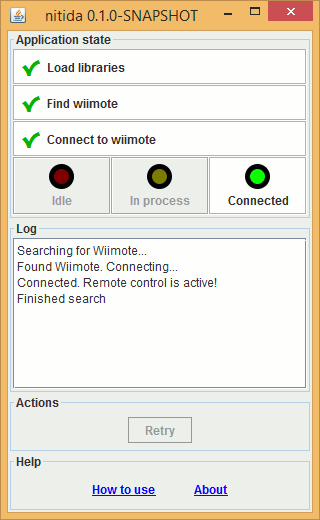 nitida 0.1.0-SNAPSHOT
Application state
Load libraries
Find wiimote
Connect to wiimote
Idle
In process
Connected
Log
Searching for Wiimote...
Found Wiimote. Connecting...
Connected. Remote control is active!
Finished search
Actions
Retry
Help
How to use
About